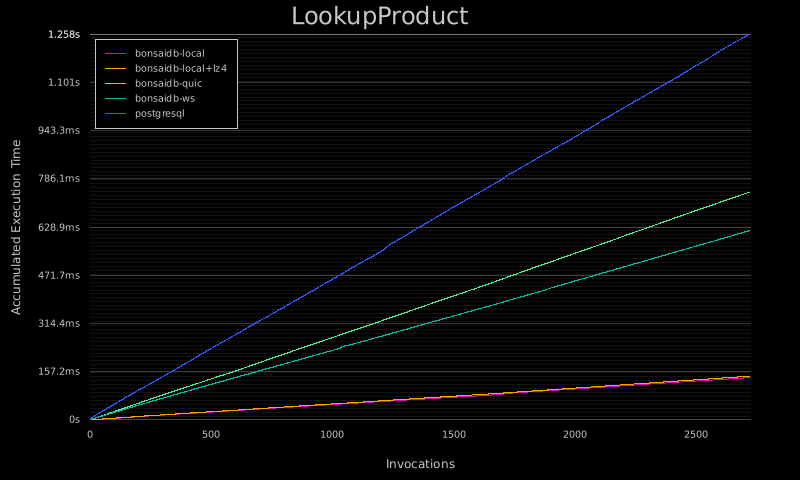 LookupProduct
1.258s
1.101s
943.3ms
786.1ms
628.9ms
471.7ms
314.4ms
157.2ms
0s
Accumulated Execution Time
bonsaidb-local
bonsaidb-local+lz4
bonsaidb-quic
bonsaidb-ws
postgresql
0 500 1000 1500 2000 2500
Invocations